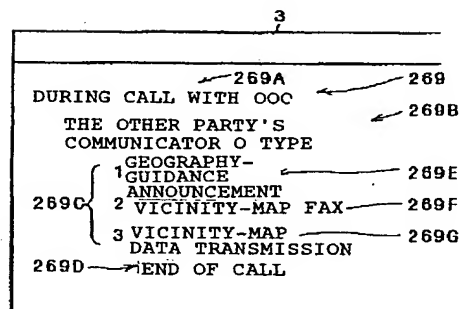 3
269A
269
DURING CALL WITH OOO
269B
THE OTHER PARTY'S
COMMUNICATOR O TYPE
1 GEOGRAPHY-
GUIDANCE
269E
ANNOUNCEMENT
269C
2 VICINITY-MAP FAX
269F
3 VICINITY-MAP
269G
DATA TRANSMISSION
269D
END OF CALL